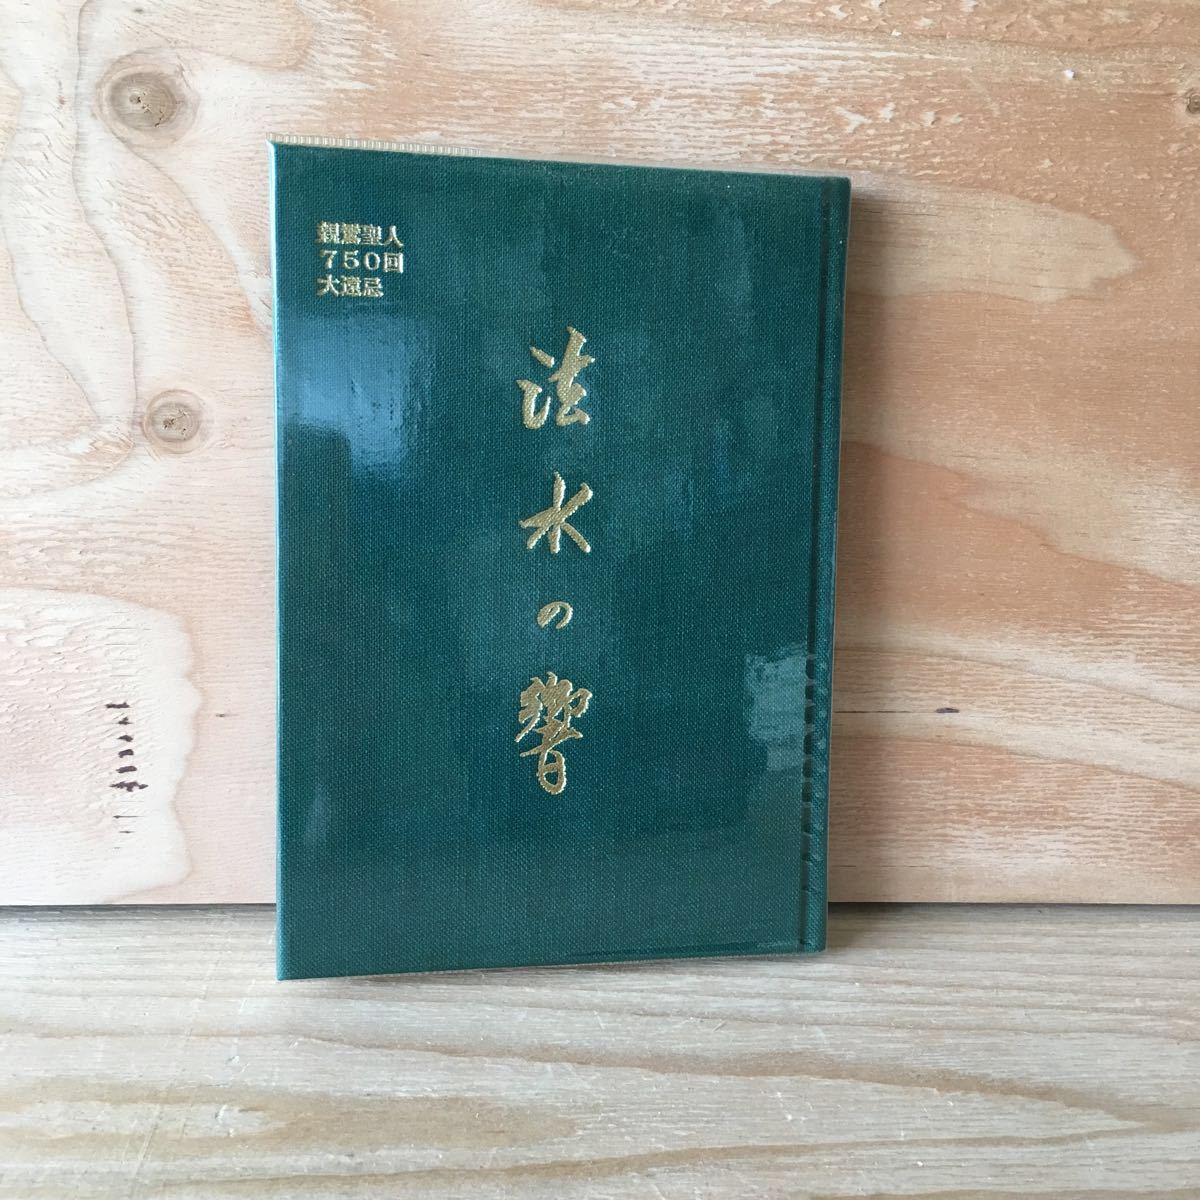 親鸞聖人
750回
大遠忌
法水の響